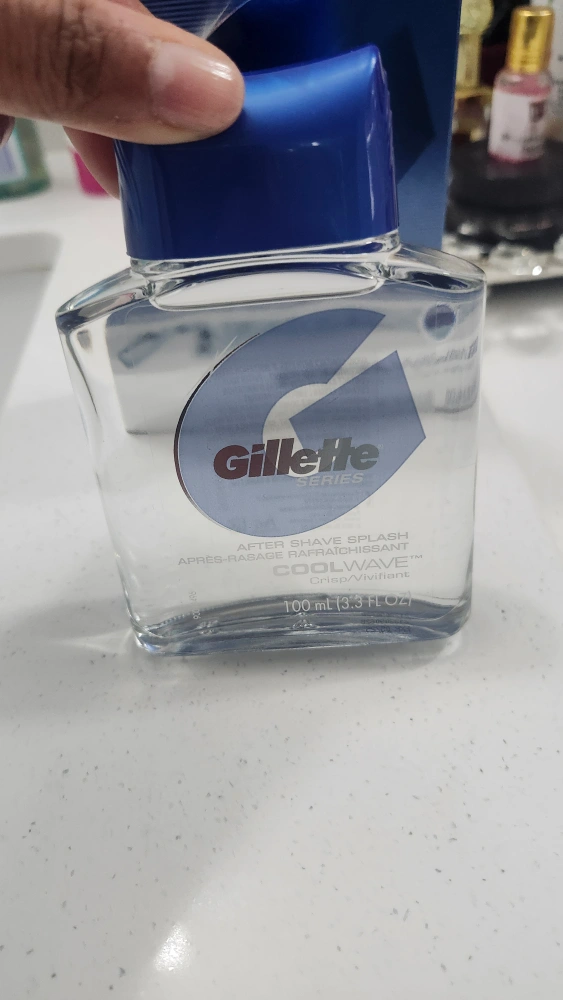 Gillette
SERIES
AFTER SHAVE SPLASH
APRÈS-RASAGE RAFRAÎCHISSANT
COOLWAVE™
Crisp/Vivifiant
100 mL (3.3 FL OZ)